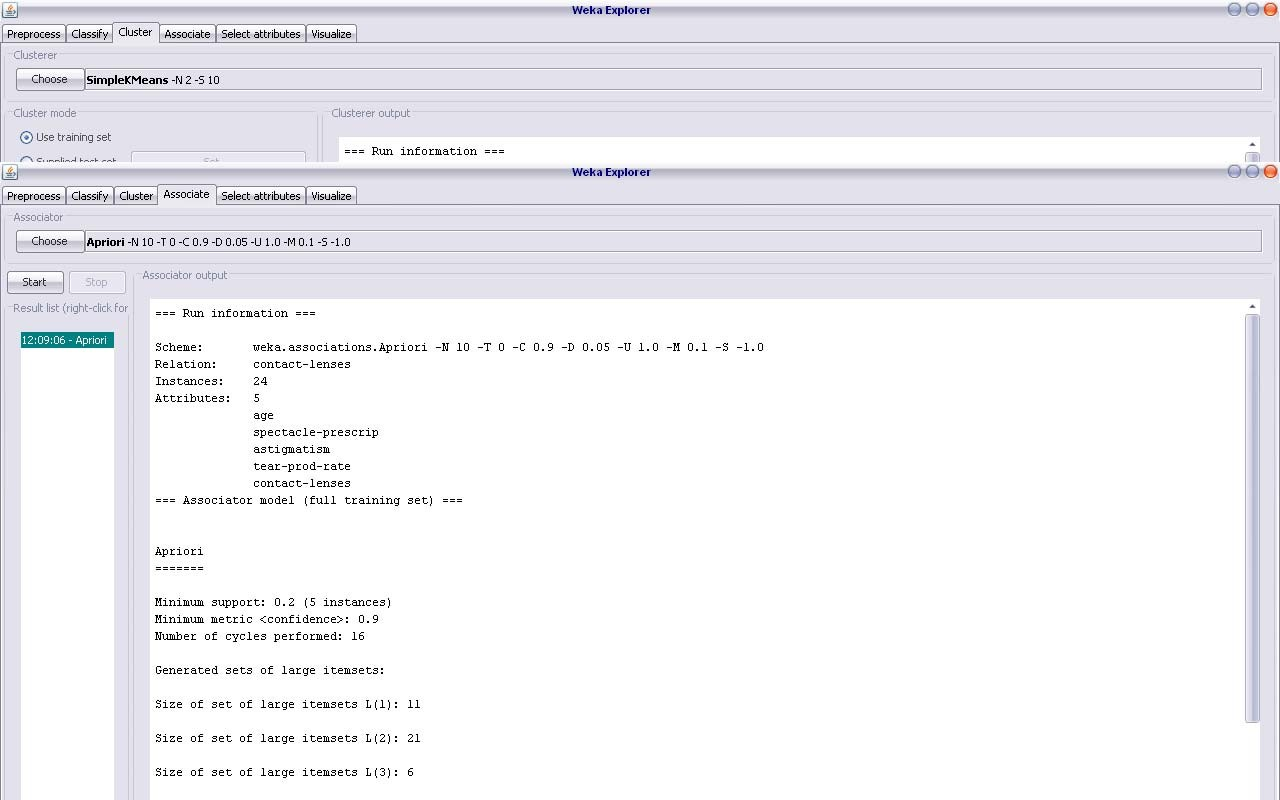 Weka Explorer
Preprocess Classify Cluster Associate Select attributes Visualize
Clusterer
Choose SimpleKMeans -N 2 -S 10
Cluster mode Clusterer output
Use training set
=== Run information ===
Supplied test set Set...
Weka Explorer
Preprocess Classify Cluster Associate Select attributes Visualize
Associator
Choose Apriori -N 10 -T 0 -C 0.9 -D 0.05 -U 1.0 -M 0.1 -S -1.0
Start Stop Associator output
Result list (right-click for
12:09:06 - Apriori
=== Run information ===
Scheme: weka.associations.Apriori -N 10 -T 0 -C 0.9 -D 0.05 -U 1.0 -M 0.1 -S -1.0
Relation: contact-lenses
Instances: 24
Attributes: 5
age
spectacle-prescrip
astigmatism
tear-prod-rate
contact-lenses
=== Associator model (full training set) ===
Apriori
=======
Minimum support: 0.2 (5 instances)
Minimum metric <confidence>: 0.9
Number of cycles performed: 16
Generated sets of large itemsets:
Size of set of large itemsets L(1): 11
Size of set of large itemsets L(2): 21
Size of set of large itemsets L(3): 6